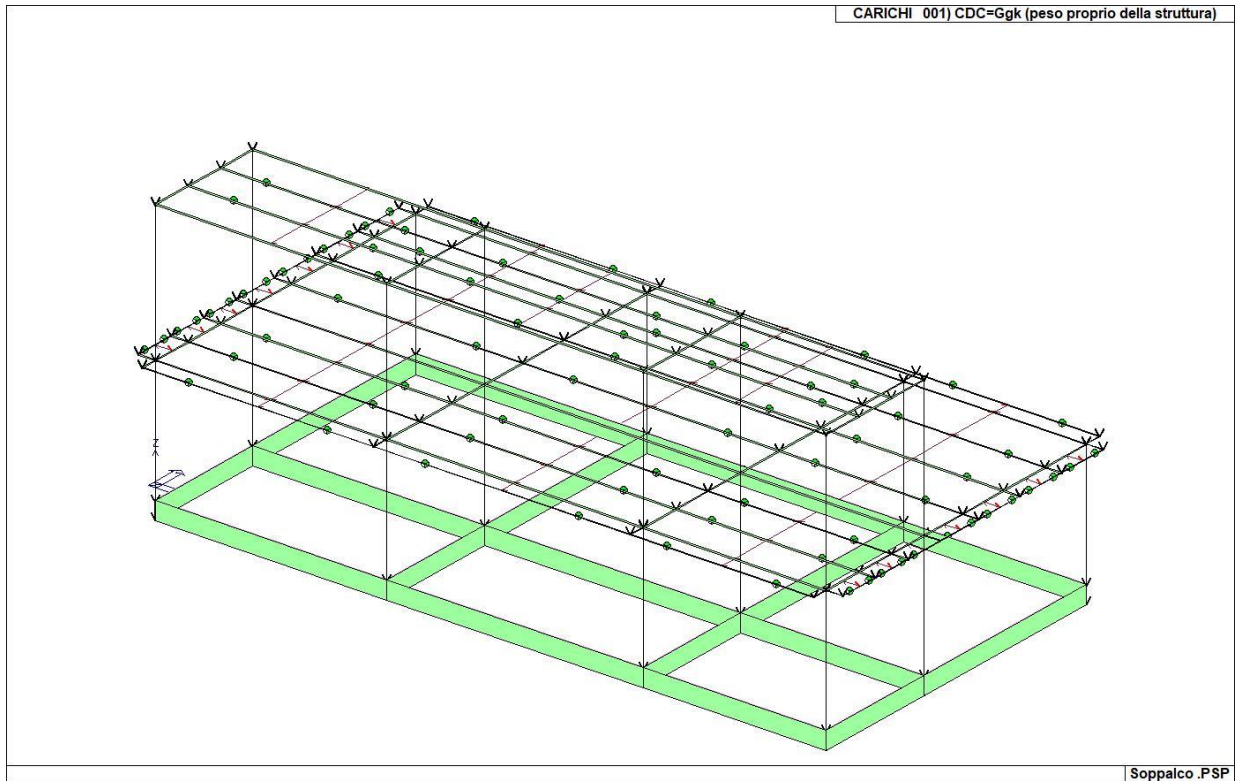 CARICHI 001) CDC=Ggk (peso proprio della struttura)
Z
Soppalco .PSP